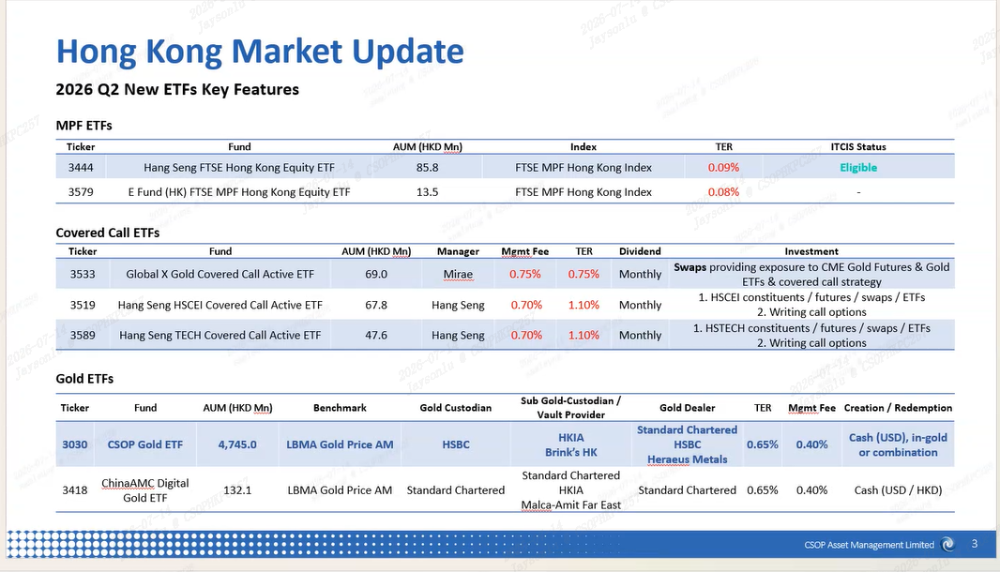 Hong Kong Market Update
2026 Q2 New ETFs Key Features
MPF ETFs
Ticker Fund AUM (HKD Mn) Index TER ITCIS Status
3444 Hang Seng FTSE Hong Kong Equity ETF 85.8 FTSE MPF Hong Kong Index 0.09% Eligible
3579 E Fund (HK) FTSE MPF Hong Kong Equity ETF 13.5 FTSE MPF Hong Kong Index 0.08% -
Covered Call ETFs
Ticker Fund AUM (HKD Mn) Manager Mgmt Fee TER Dividend Investment
3533 Global X Gold Covered Call Active ETF 69.0 Mirae 0.75% 0.75% Monthly Swaps providing exposure to CME Gold Futures & Gold
ETFs & covered call strategy
3519 Hang Seng HSCEI Covered Call Active ETF 67.8 Hang Seng 0.70% 1.10% Monthly 1. HSCEI constituents / futures / swaps / ETFs
2. Writing call options
3589 Hang Seng TECH Covered Call Active ETF 47.6 Hang Seng 0.70% 1.10% Monthly 1. HSTECH constituents / futures / swaps / ETFs
2. Writing call options
Gold ETFs
Ticker Fund AUM (HKD Mn) Benchmark Gold Custodian Sub Gold-Custodian /
Vault Provider Gold Dealer TER Mgmt Fee Creation / Redemption
3030 CSOP Gold ETF 4,745.0 LBMA Gold Price AM HSBC HKIA
Brink's HK Standard Chartered
HSBC
Heraeus Metals 0.65% 0.40% Cash (USD), in-gold
or combination
3418 ChinaAMC Digital
Gold ETF 132.1 LBMA Gold Price AM Standard Chartered Standard Chartered
HKIA
Malca-Amit Far East Standard Chartered 0.65% 0.40% Cash (USD / HKD)
CSOP Asset Management Limited 3